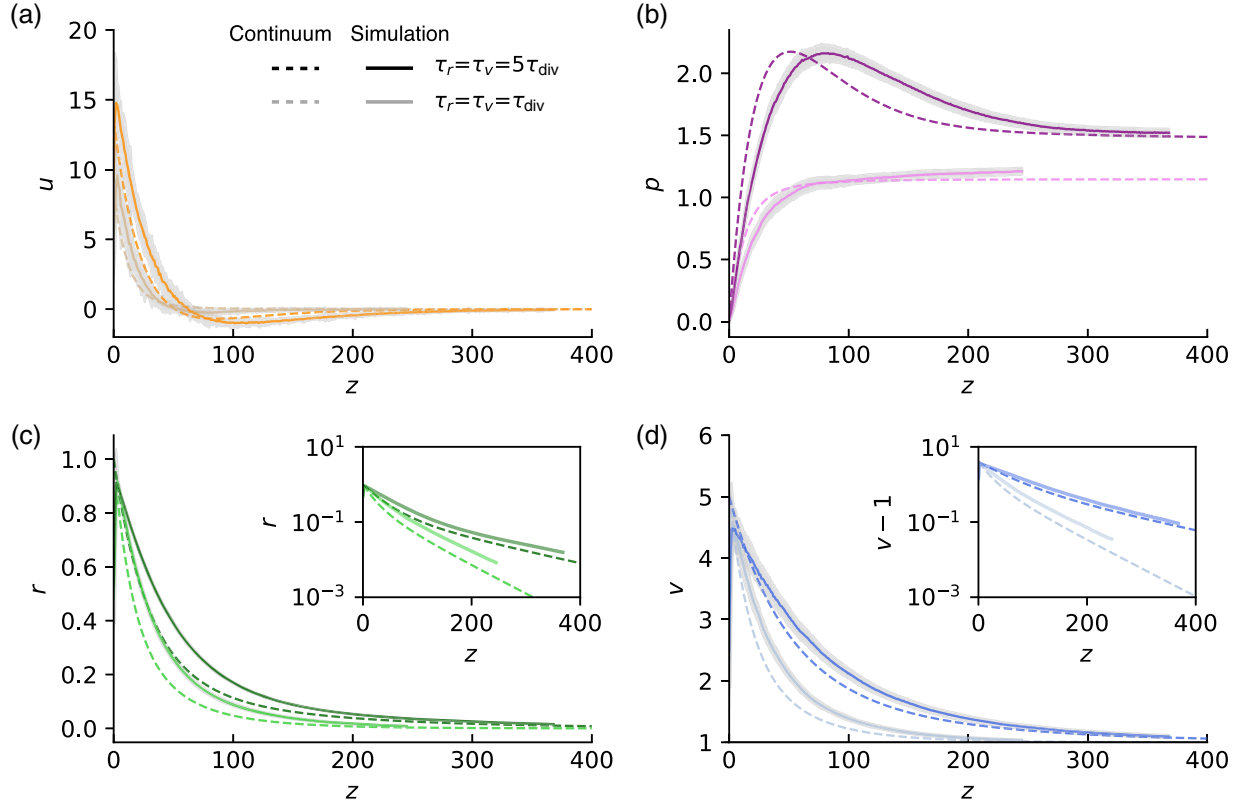 (a)
20
15
10
5
0
u
0 100 200 300 400
z
Continuum Simulation
τr=τv=5τdiv
τr=τv=τdiv
(b)
2.0
1.5
1.0
0.5
0.0
p
0 100 200 300 400
z
(c)
1.0
0.8
0.6
0.4
0.2
0.0
r
0 100 200 300 400
z
10^1
10^-1
10^-3
r
0 200 400
z
(d)
6
5
4
3
2
1
v
0 100 200 300 400
z
10^1
10^-1
10^-3
v − 1
0 200 400
z